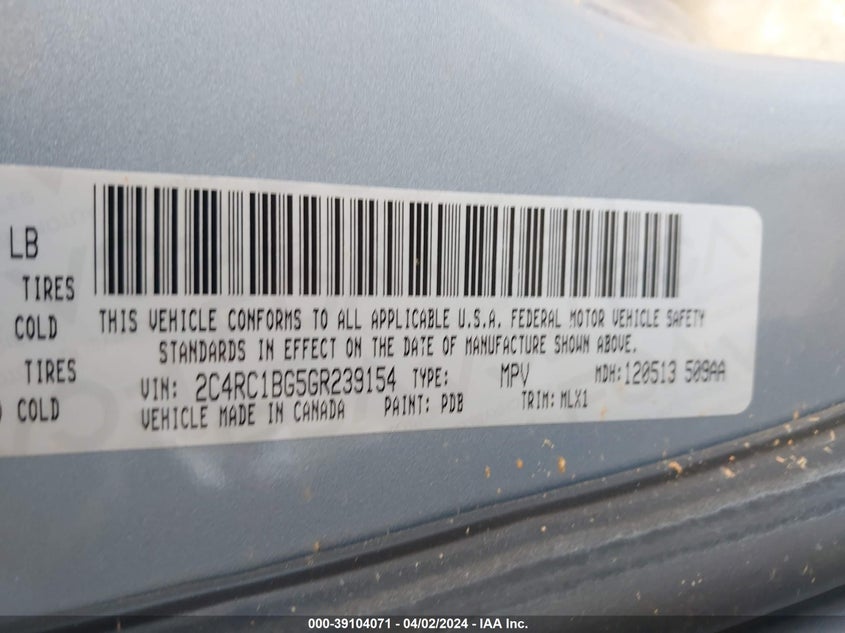 LB
TIRES
COLD
TIRES
COLD
THIS VEHICLE CONFORMS TO ALL APPLICABLE U.S.A. FEDERAL MOTOR VEHICLE SAFETY
STANDARDS IN EFFECT ON THE DATE OF MANUFACTURE SHOWN ABOVE.
VIN: 2C4RC1BG5GR239154 TYPE: MPV MDH:120513 509AA
VEHICLE MADE IN CANADA PAINT: PDB TRIM: MLX1
000-39104071 - 04/02/2024 - IAA Inc.